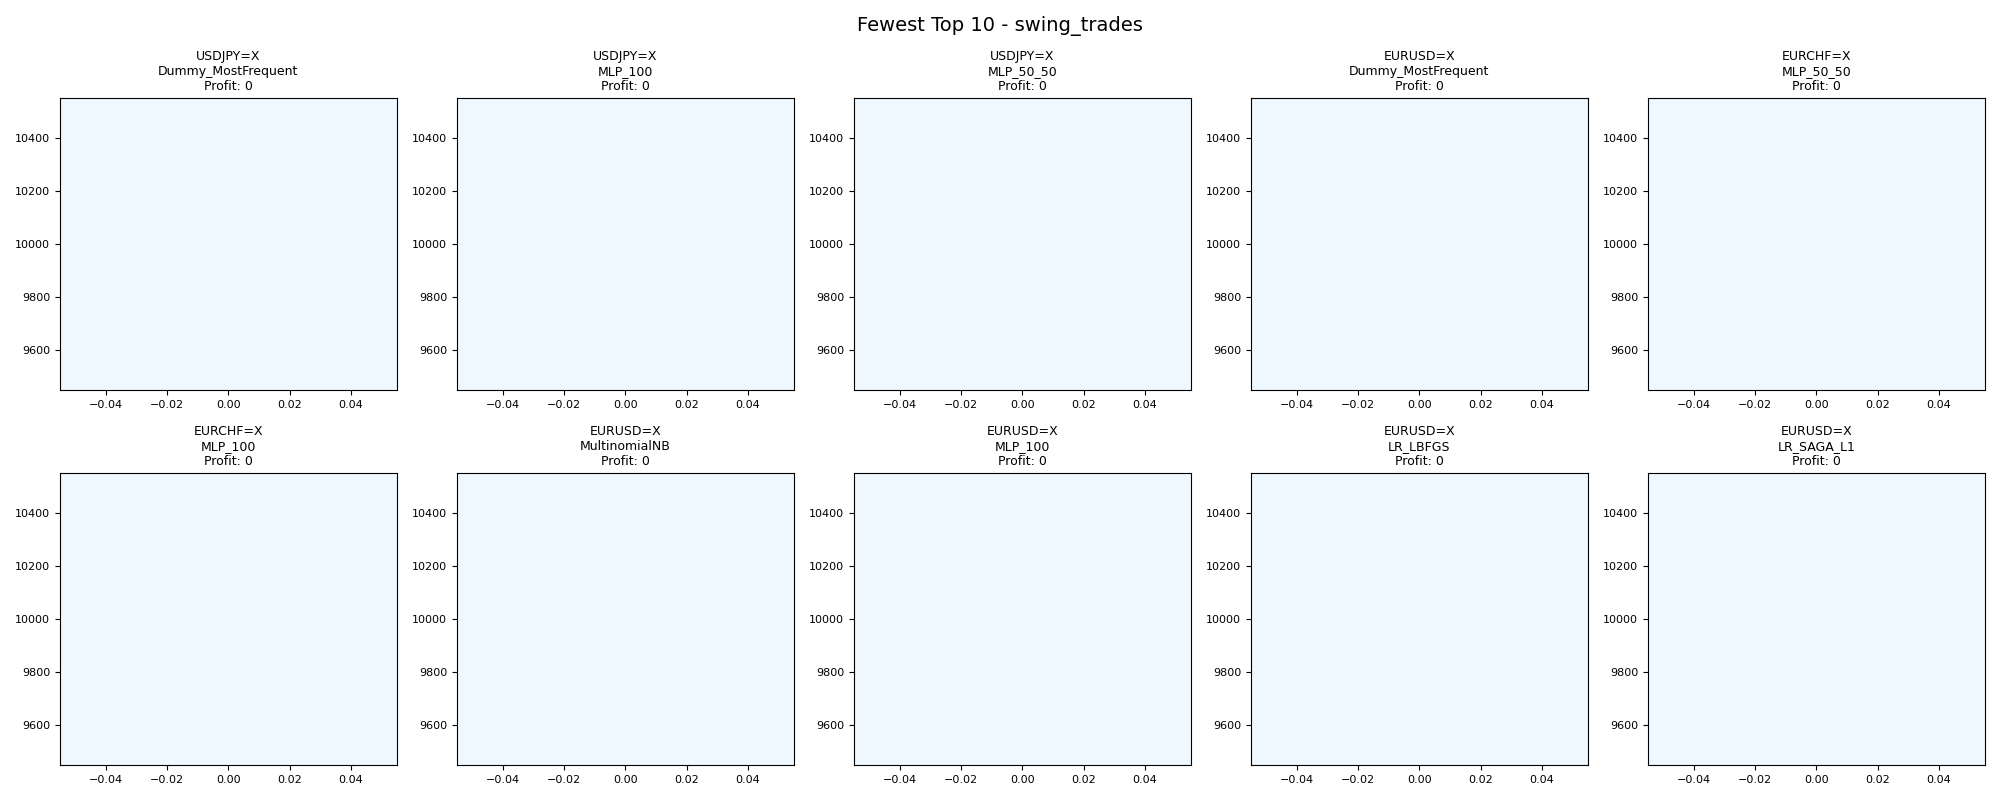 Fewest Top 10 - swing_trades
USDJPY=X
Dummy_MostFrequent
Profit: 0
10400
10200
10000
9800
9600
−0.04 −0.02 0.00 0.02 0.04
USDJPY=X
MLP_100
Profit: 0
10400
10200
10000
9800
9600
−0.04 −0.02 0.00 0.02 0.04
USDJPY=X
MLP_50_50
Profit: 0
10400
10200
10000
9800
9600
−0.04 −0.02 0.00 0.02 0.04
EURUSD=X
Dummy_MostFrequent
Profit: 0
10400
10200
10000
9800
9600
−0.04 −0.02 0.00 0.02 0.04
EURCHF=X
MLP_50_50
Profit: 0
10400
10200
10000
9800
9600
−0.04 −0.02 0.00 0.02 0.04
EURCHF=X
MLP_100
Profit: 0
10400
10200
10000
9800
9600
−0.04 −0.02 0.00 0.02 0.04
EURUSD=X
MultinomialNB
Profit: 0
10400
10200
10000
9800
9600
−0.04 −0.02 0.00 0.02 0.04
EURUSD=X
MLP_100
Profit: 0
10400
10200
10000
9800
9600
−0.04 −0.02 0.00 0.02 0.04
EURUSD=X
LR_LBFGS
Profit: 0
10400
10200
10000
9800
9600
−0.04 −0.02 0.00 0.02 0.04
EURUSD=X
LR_SAGA_L1
Profit: 0
10400
10200
10000
9800
9600
−0.04 −0.02 0.00 0.02 0.04